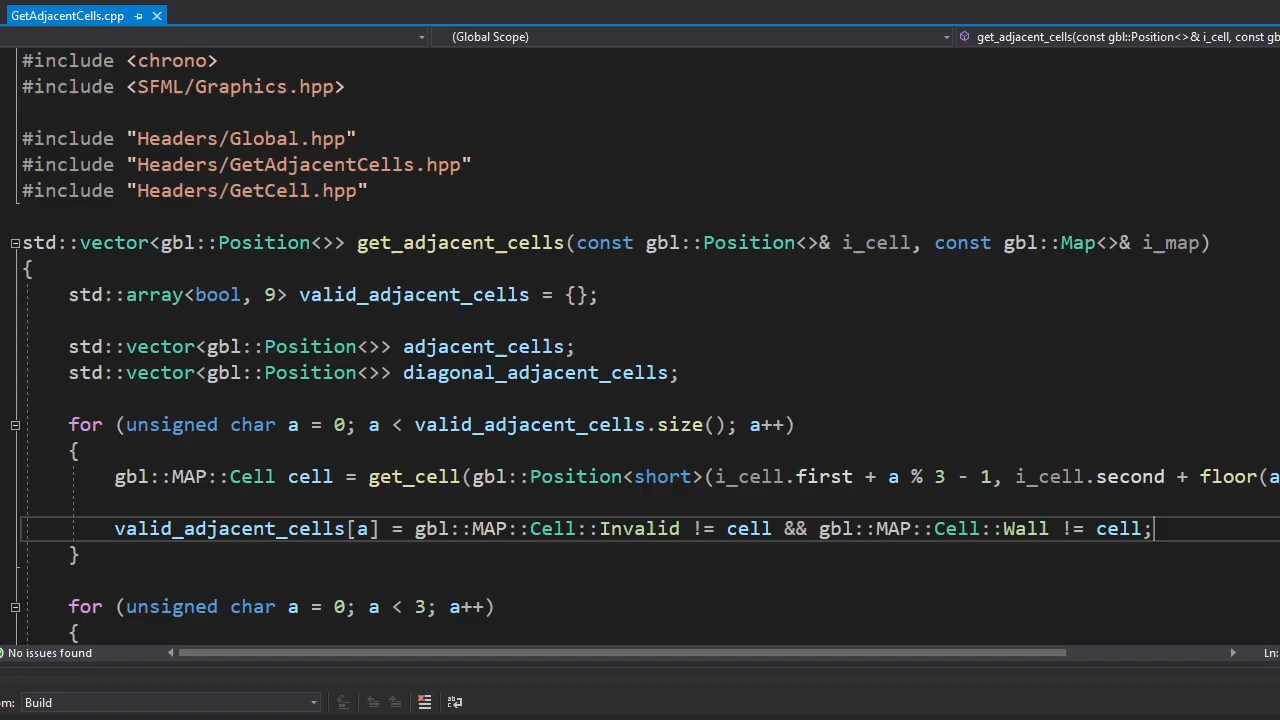 GetAdjacentCells.cpp
(Global Scope)
get_adjacent_cells(const gbl::Position<>& i_cell, const gb
#include <chrono>
#include <SFML/Graphics.hpp>
#include "Headers/Global.hpp"
#include "Headers/GetAdjacentCells.hpp"
#include "Headers/GetCell.hpp"
std::vector<gbl::Position<>> get_adjacent_cells(const gbl::Position<>& i_cell, const gbl::Map<>& i_map)
{
std::array<bool, 9> valid_adjacent_cells = {};
std::vector<gbl::Position<>> adjacent_cells;
std::vector<gbl::Position<>> diagonal_adjacent_cells;
for (unsigned char a = 0; a < valid_adjacent_cells.size(); a++)
{
gbl::MAP::Cell cell = get_cell(gbl::Position<short>(i_cell.first + a % 3 - 1, i_cell.second + floor(a
valid_adjacent_cells[a] = gbl::MAP::Cell::Invalid != cell && gbl::MAP::Cell::Wall != cell;
}
for (unsigned char a = 0; a < 3; a++)
{
No issues found
Ln:
om: Build